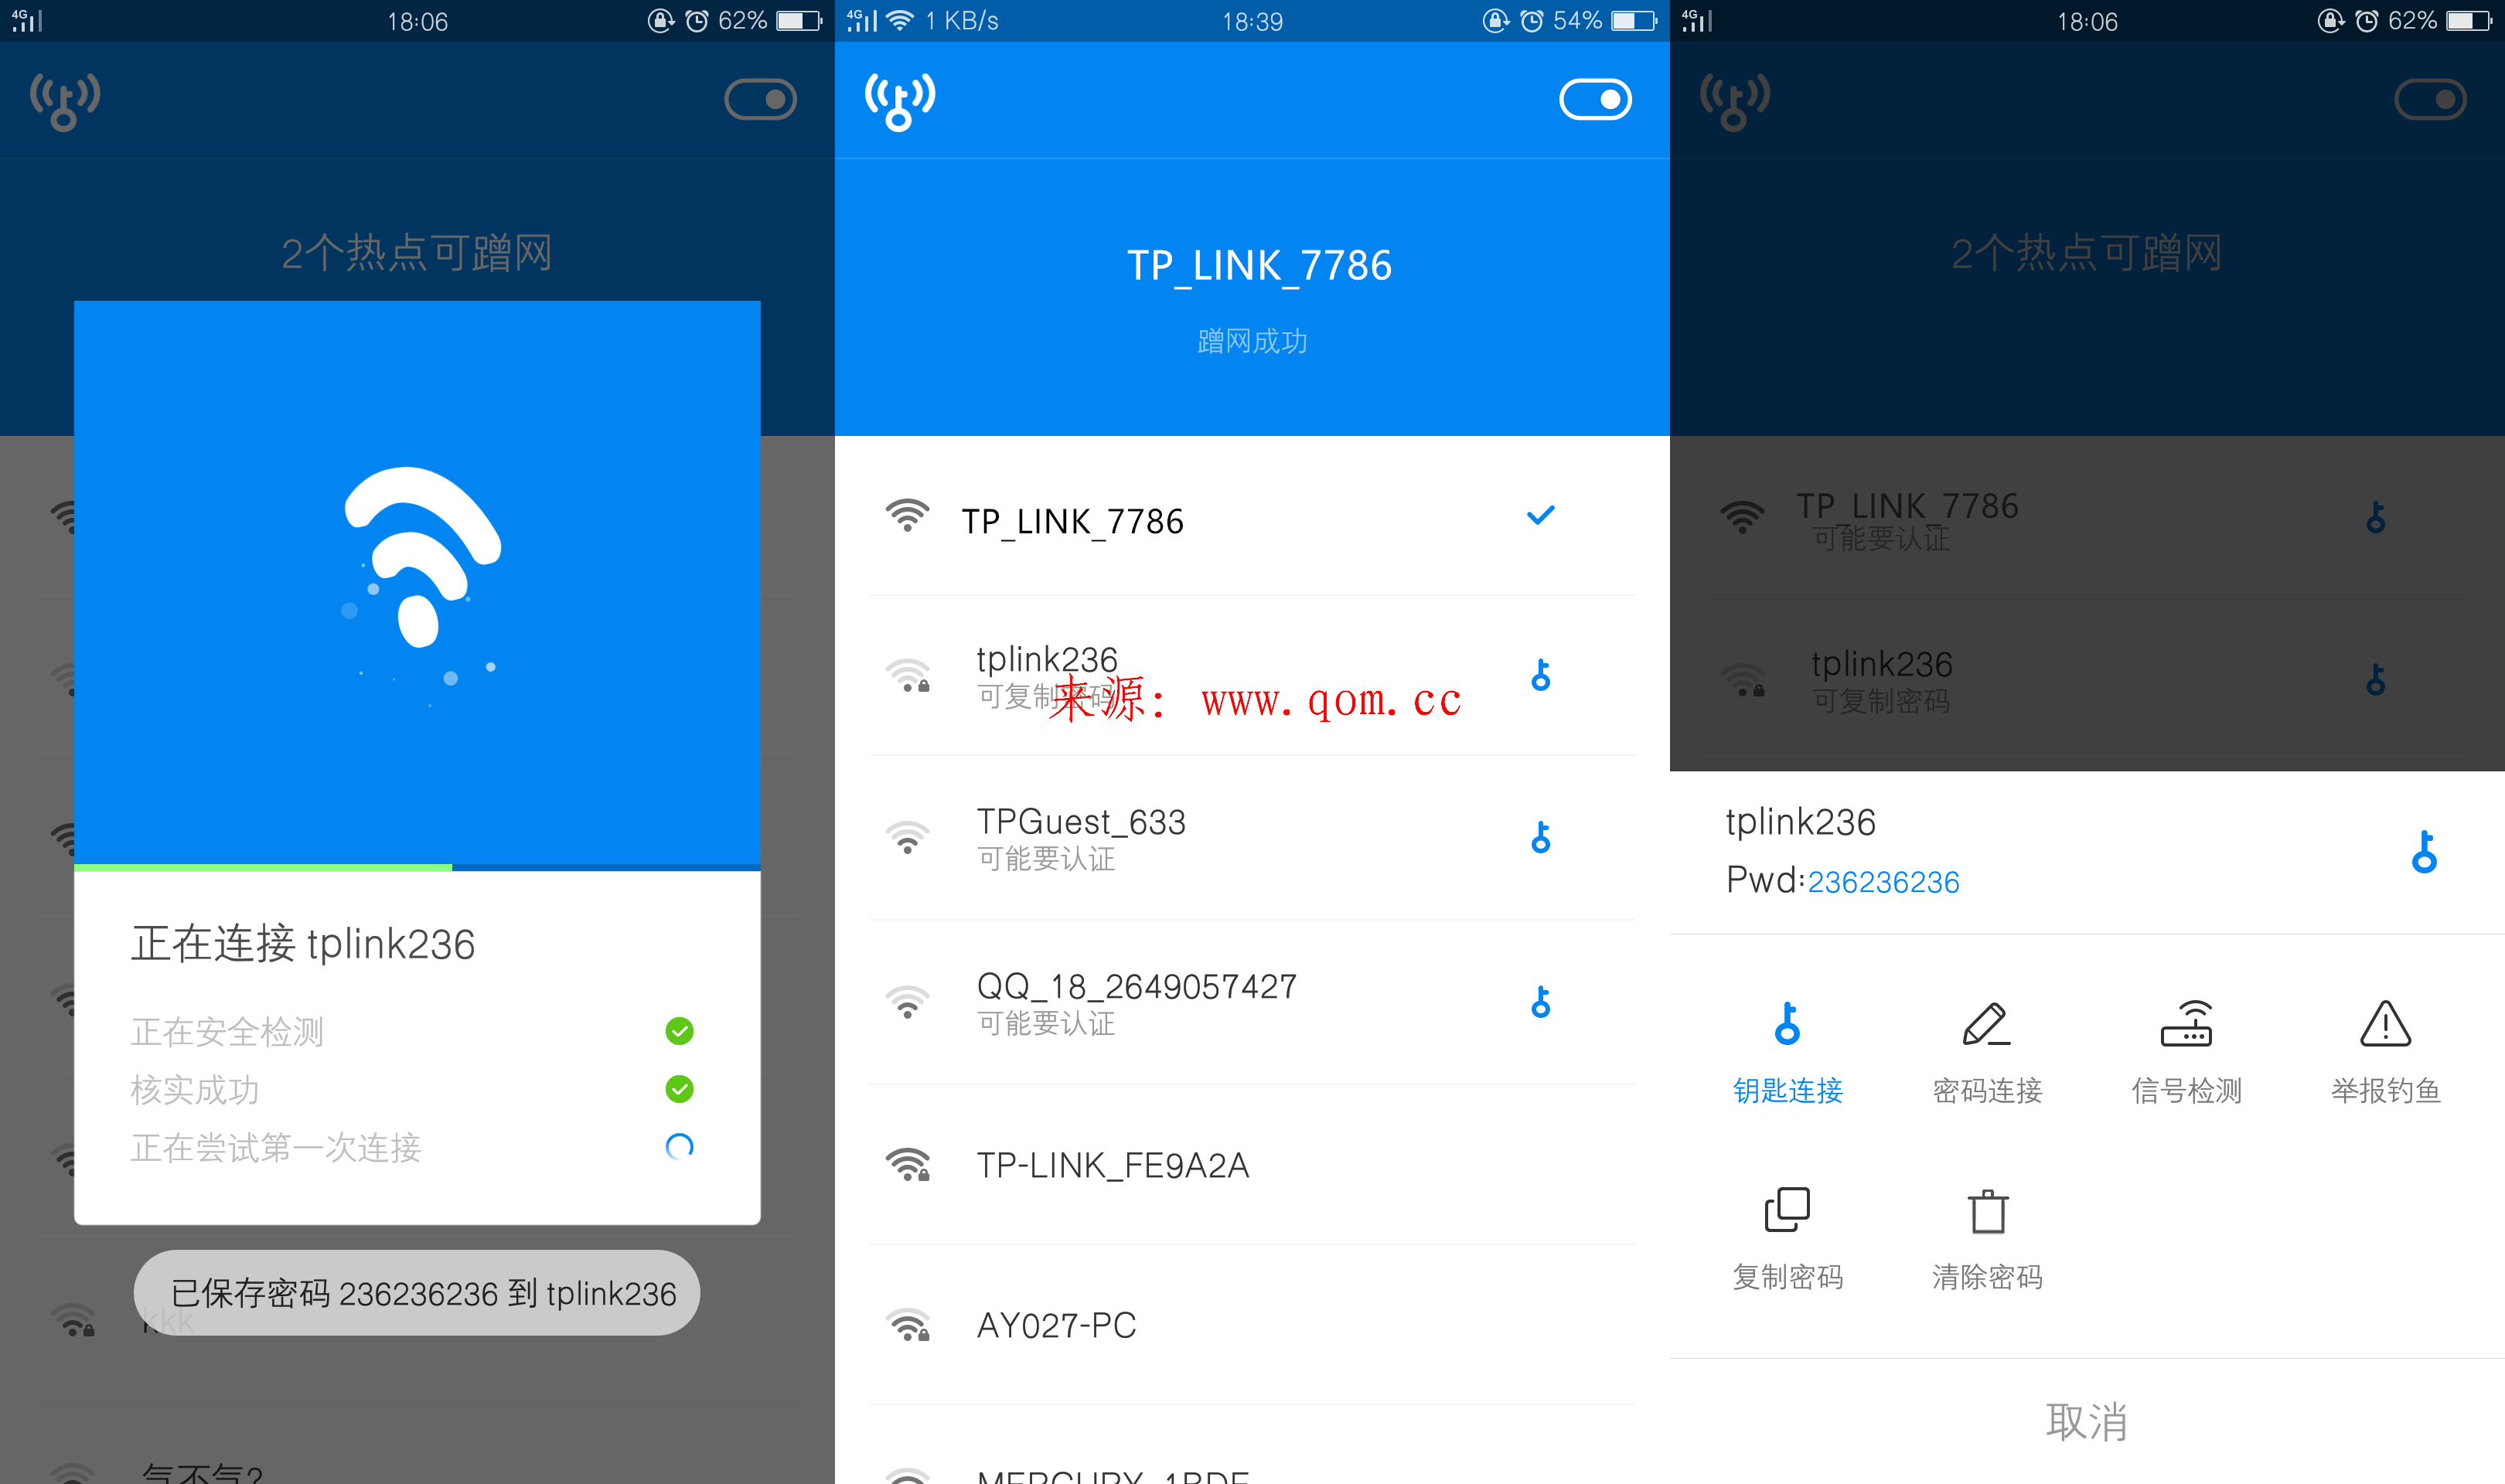 4G
18:06
62%
2个热点可蹭网
正在连接 tplink236
正在安全检测
核实成功
正在尝试第一次连接
已保存密码 236236236 到 tplink236
kkk
气不气?
4G
1 KB/s
18:39
54%
TP_LINK_7786
蹭网成功
TP_LINK_7786
tplink236
可复制密码
来源: www.qom.cc
TPGuest_633
可能要认证
QQ_18_2649057427
可能要认证
TP-LINK_FE9A2A
AY027-PC
MERCURY_1BDE
4G
18:06
62%
2个热点可蹭网
TP_LINK_7786
可能要认证
tplink236
可复制密码
tplink236
Pwd:236236236
钥匙连接
密码连接
信号检测
举报钓鱼
复制密码
清除密码
取消